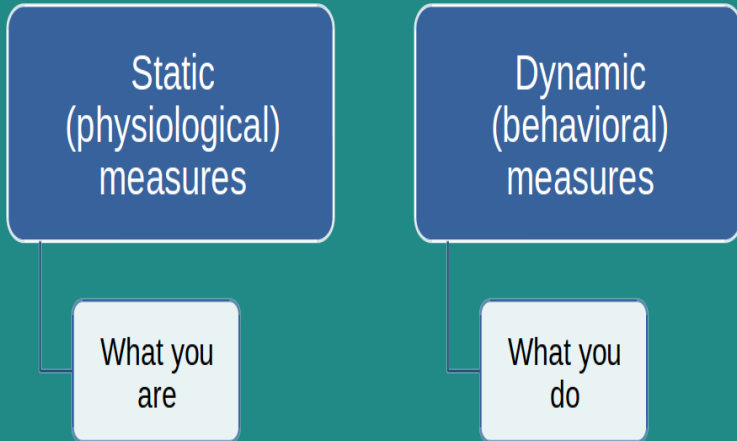 Static
(physiological)
measures
What you
are
Dynamic
(behavioral)
measures
What you
do